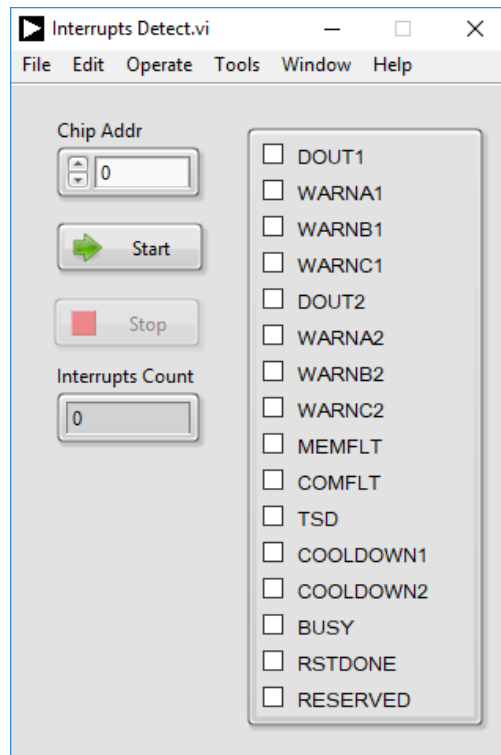 Interrupts Detect.vi
File Edit Operate Tools Window Help
Chip Addr
0
Start
Stop
Interrupts Count
0
DOUT1
WARNA1
WARNB1
WARNC1
DOUT2
WARNA2
WARNB2
WARNC2
MEMFLT
COMFLT
TSD
COOLDOWN1
COOLDOWN2
BUSY
RSTDONE
RESERVED